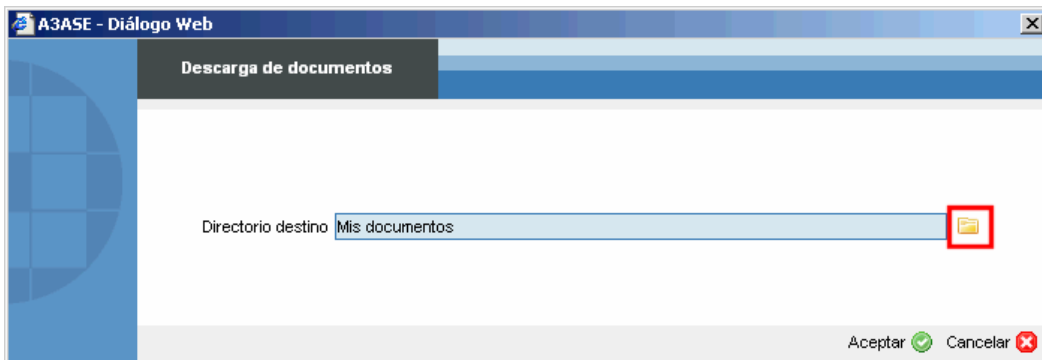 A3ASE - Diálogo Web
Descarga de documentos
Directorio destino Mis documentos
Aceptar Cancelar